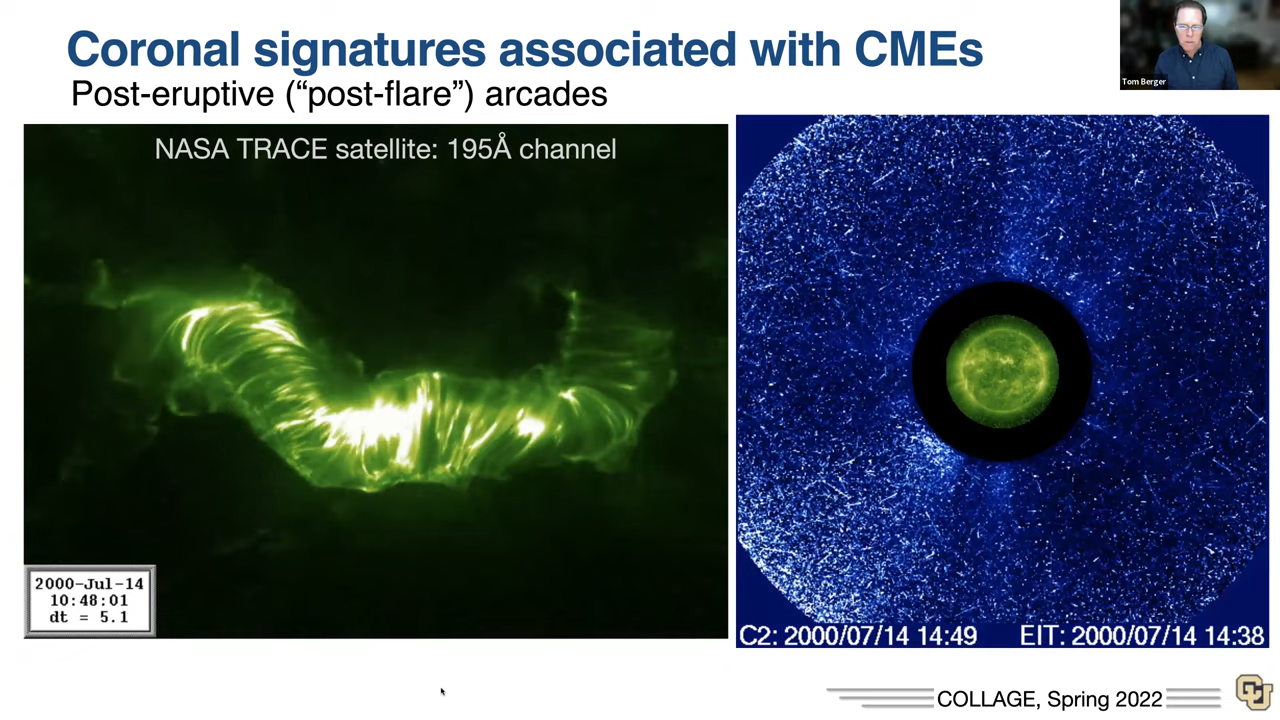 Coronal signatures associated with CMEs
Post-eruptive (“post-flare”) arcades
Tom Berger
NASA TRACE satellite: 195Å channel
2000-Jul-14
10:48:01
dt = 5.1
C2: 2000/07/14 14:49
EIT: 2000/07/14 14:38
COLLAGE, Spring 2022
CU